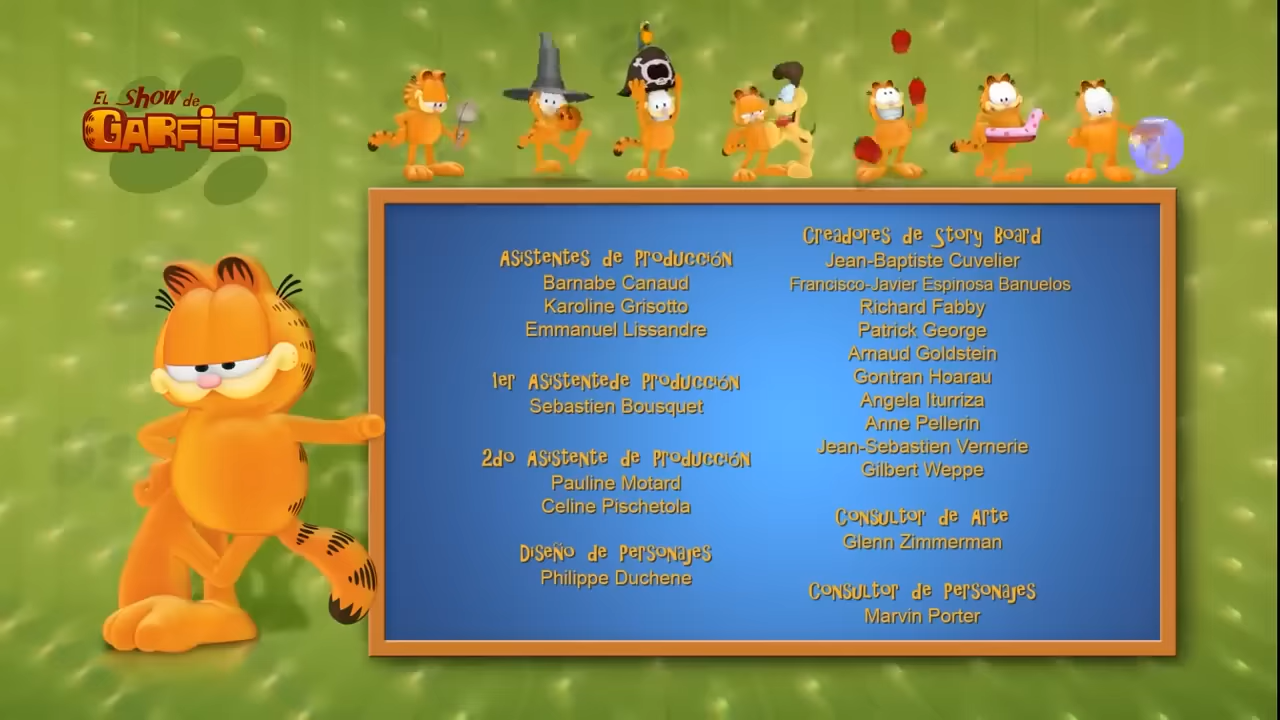 El Show de
GARFIELD
Asistentes de Producción
Barnabe Canaud
Karoline Grisotto
Emmanuel Lissandre
1er Asistentede Producción
Sebastien Bousquet
2do Asistente de Producción
Pauline Motard
Celine Pischetola
Diseño de Personajes
Philippe Duchene
Creadores de Story Board
Jean-Baptiste Cuvelier
Francisco-Javier Espinosa Banuelos
Richard Fabby
Patrick George
Arnaud Goldstein
Gontran Hoarau
Angela Iturriza
Anne Pellerin
Jean-Sebastien Vernerie
Gilbert Weppe
Consultor de Arte
Glenn Zimmerman
Consultor de Personajes
Marvin Porter